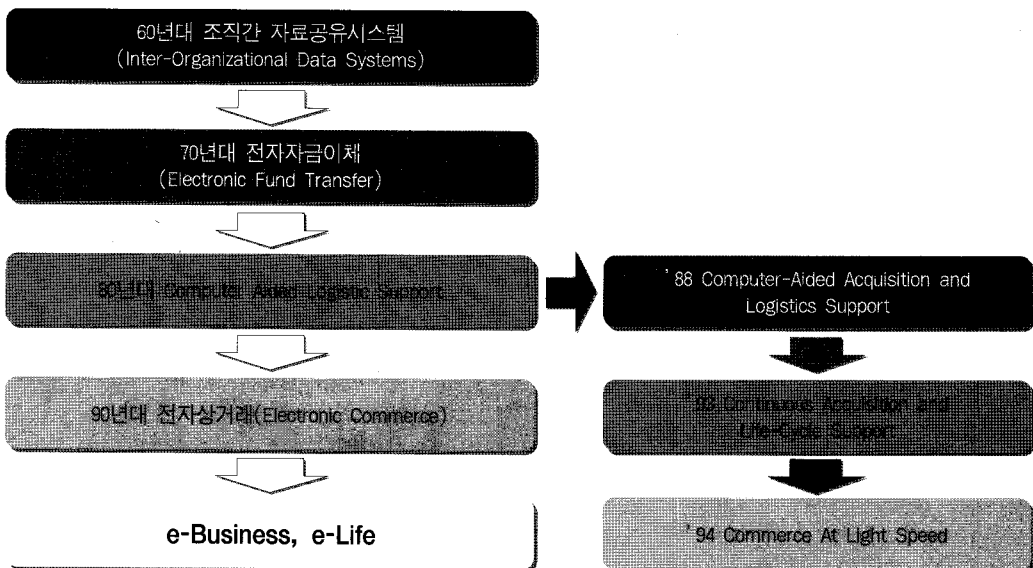 60년대 조직간 자료공유시스템
(Inter-Organizational Data Systems)
70년대 전자자금이체
(Electronic Fund Transfer)
80년대 Computer Aided Logistic Support
90년대 전자상거래(Electronic Commerce)
e-Business, e-Life
'88 Computer-Aided Acquisition and
Logistics Support
'93 Continuous Acquisition and
Life-Cycle Support
'94 Commerce At Light Speed